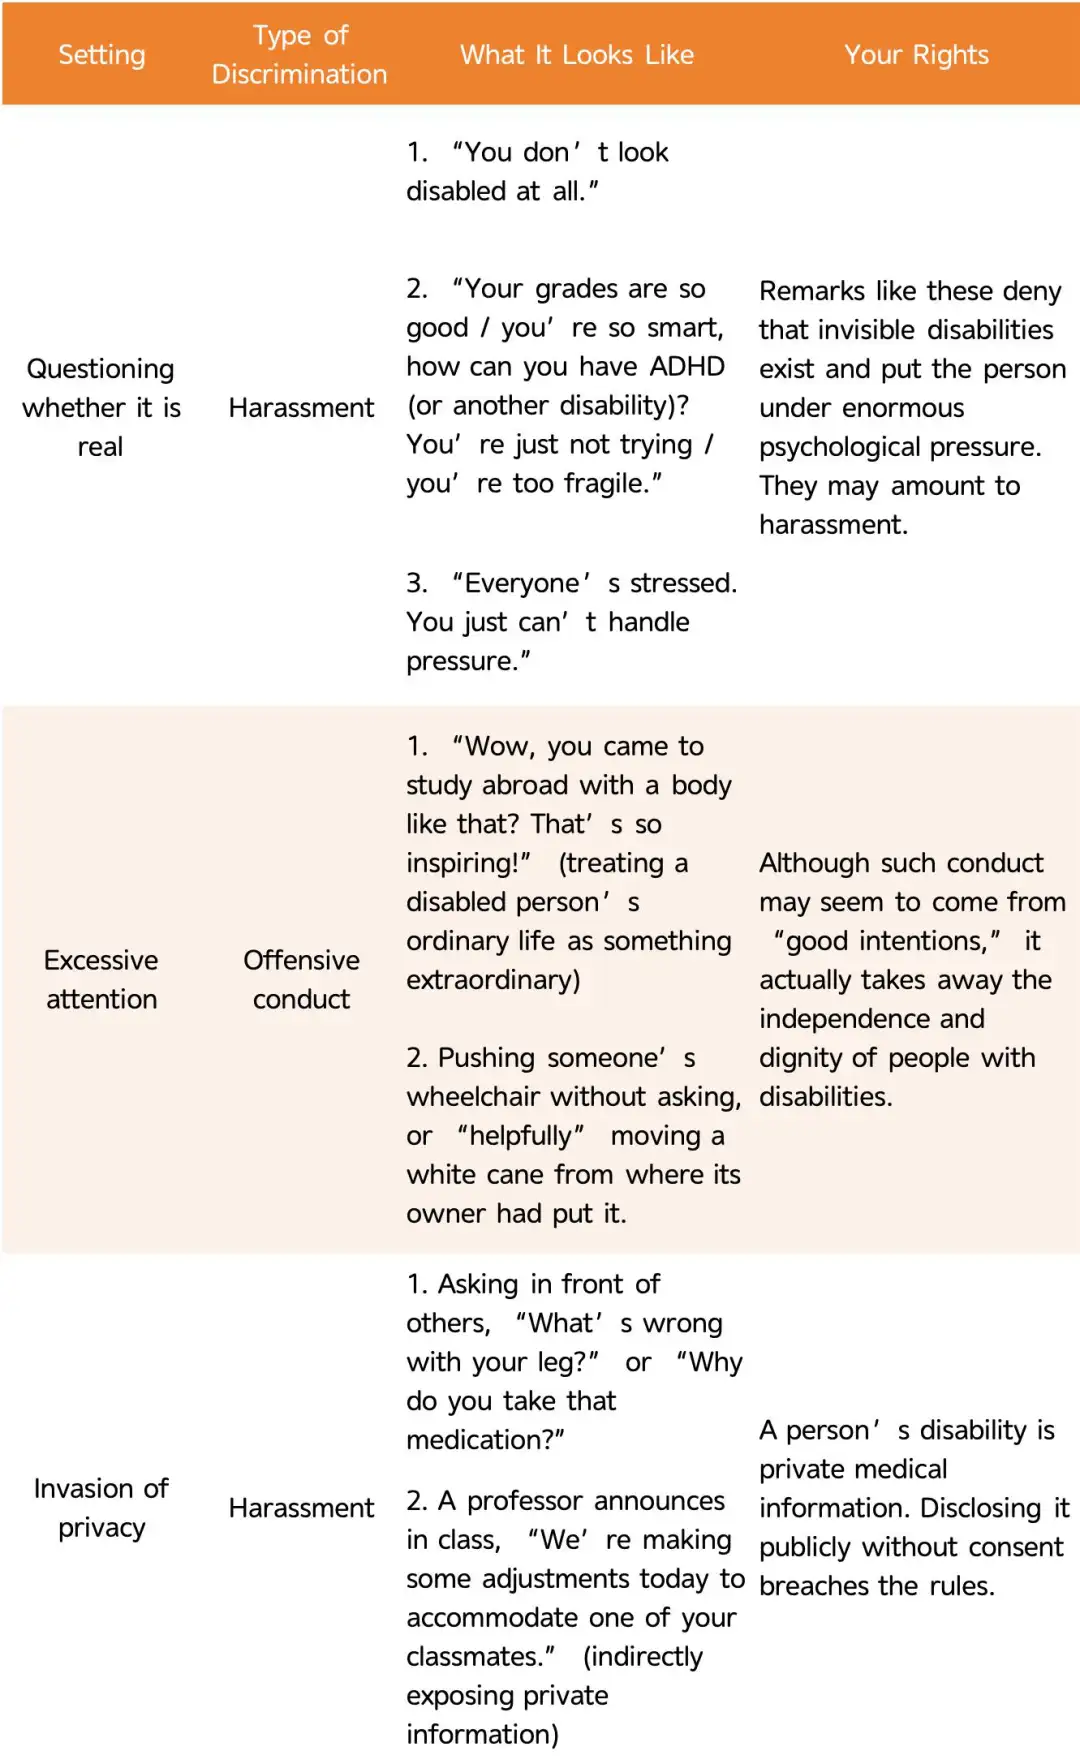 Setting
Type of
Discrimination
What It Looks Like
Your Rights
Questioning
whether it is
real
Harassment
1. “You don’t look
disabled at all.”
2. “Your grades are so
good / you’re so smart,
how can you have ADHD
(or another disability)?
You’re just not trying /
you’re too fragile.”
3. “Everyone’s stressed.
You just can’t handle
pressure.”
Remarks like these deny
that invisible disabilities
exist and put the person
under enormous
psychological pressure.
They may amount to
harassment.
Excessive
attention
Offensive
conduct
1. “Wow, you came to
study abroad with a body
like that? That’s so
inspiring!” (treating a
disabled person’s
ordinary life as something
extraordinary)
2. Pushing someone’s
wheelchair without asking,
or “helpfully” moving a
white cane from where its
owner had put it.
Although such conduct
may seem to come from
“good intentions,” it
actually takes away the
independence and
dignity of people with
disabilities.
Invasion of
privacy
Harassment
1. Asking in front of
others, “What’s wrong
with your leg?” or “Why
do you take that
medication?”
2. A professor announces
in class, “We’re making
some adjustments today to
accommodate one of your
classmates.” (indirectly
exposing private
information)
A person’s disability is
private medical
information. Disclosing it
publicly without consent
breaches the rules.